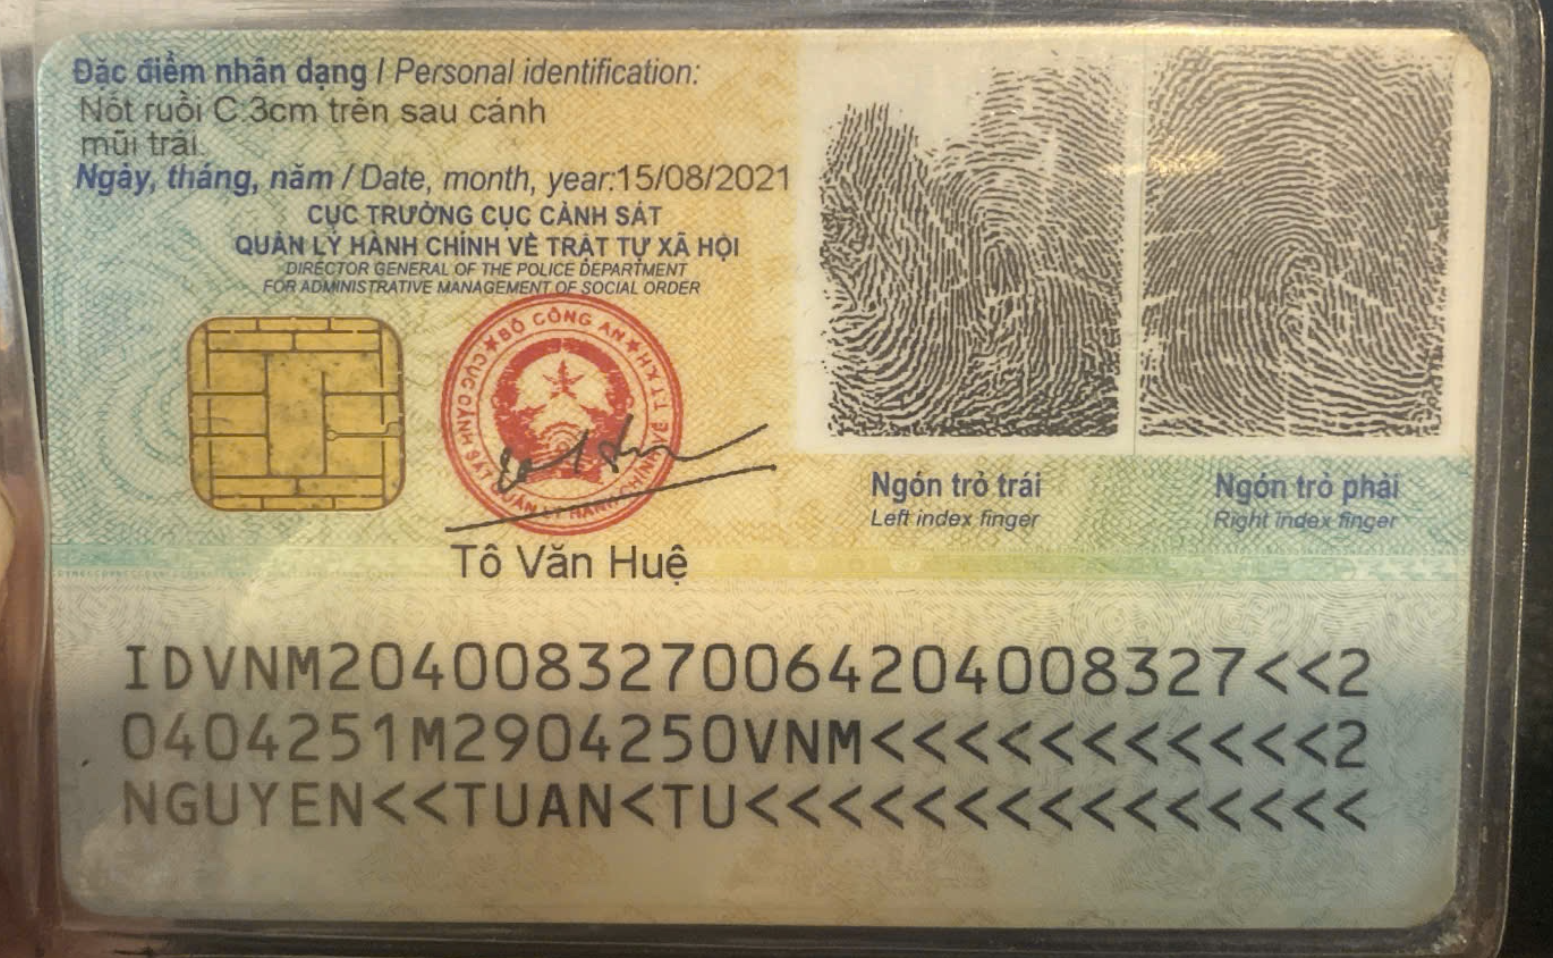 Đặc điểm nhân dạng / Personal identification:
Nốt ruồi C:3cm trên sau cánh
mũi trái.
Ngày, tháng, năm / Date, month, year:15/08/2021
CỤC TRƯỞNG CỤC CẢNH SÁT
QUẢN LÝ HÀNH CHÍNH VỀ TRẬT TỰ XÃ HỘI
DIRECTOR GENERAL OF THE POLICE DEPARTMENT
FOR ADMINISTRATIVE MANAGEMENT OF SOCIAL ORDER
BỘ CÔNG AN
CỤC CẢNH SÁT QUẢN LÝ HÀNH CHÍNH VỀ TTXH
Tô Văn Huệ
Ngón trỏ trái
Left index finger
Ngón trỏ phải
Right index finger
IDVNM2040083270064204008327<<2
0404251M2904250VNM<<<<<<<<<<<2
NGUYEN<<TUAN<TU<<<<<<<<<<<<<<<